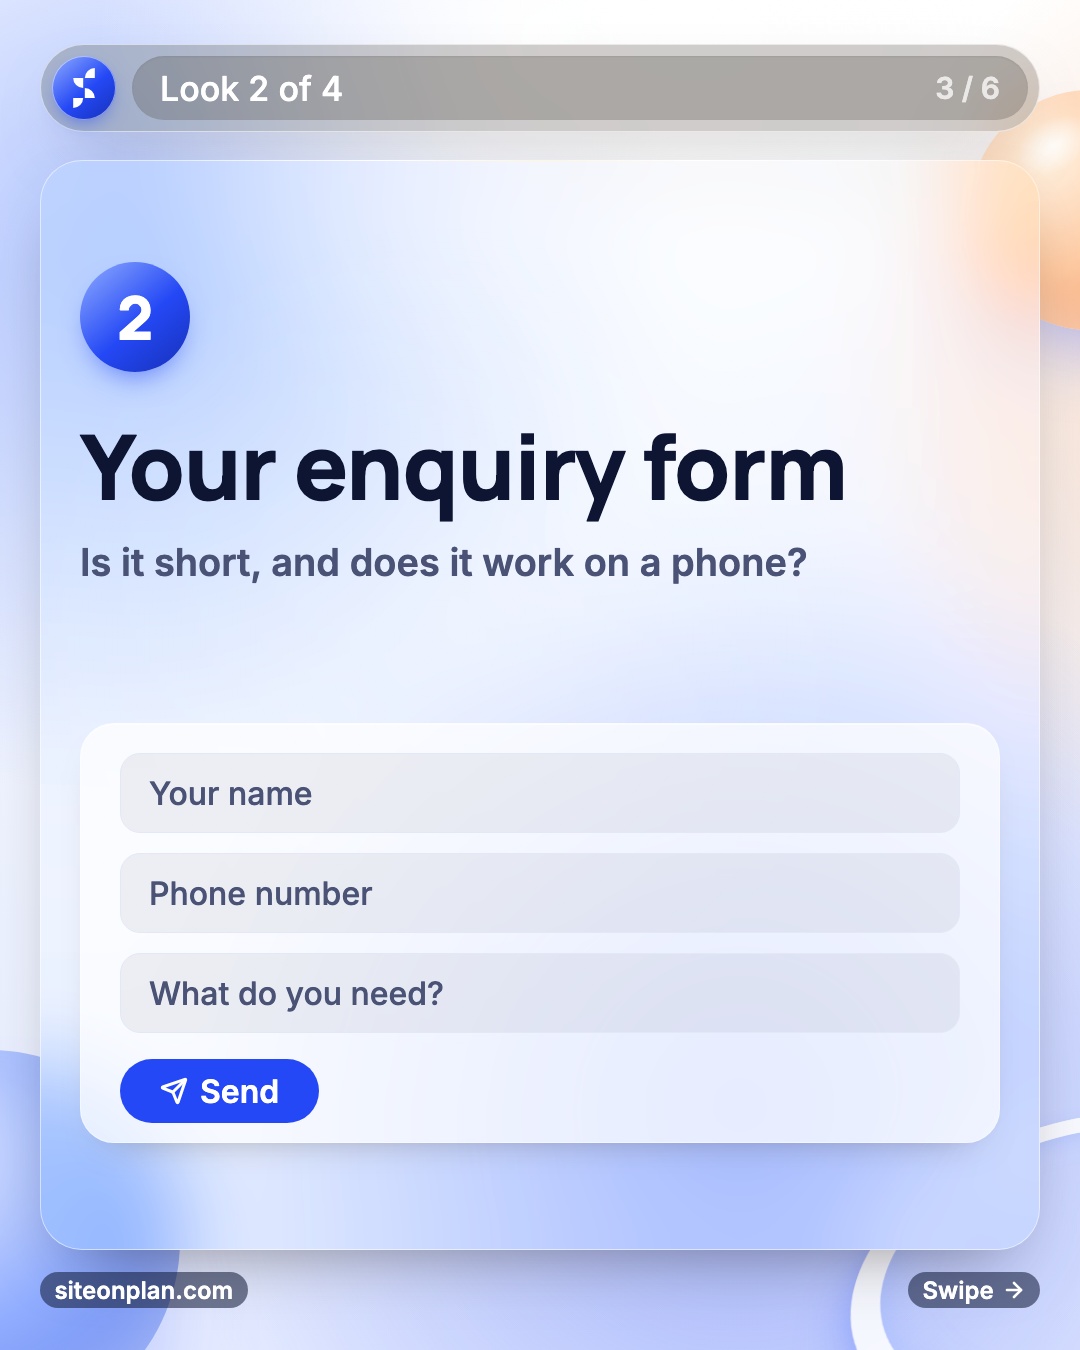 Look 2 of 4
3 / 6
2
Your enquiry form
Is it short, and does it work on a phone?
Your name
Phone number
What do you need?
Send
siteonplan.com
Swipe →